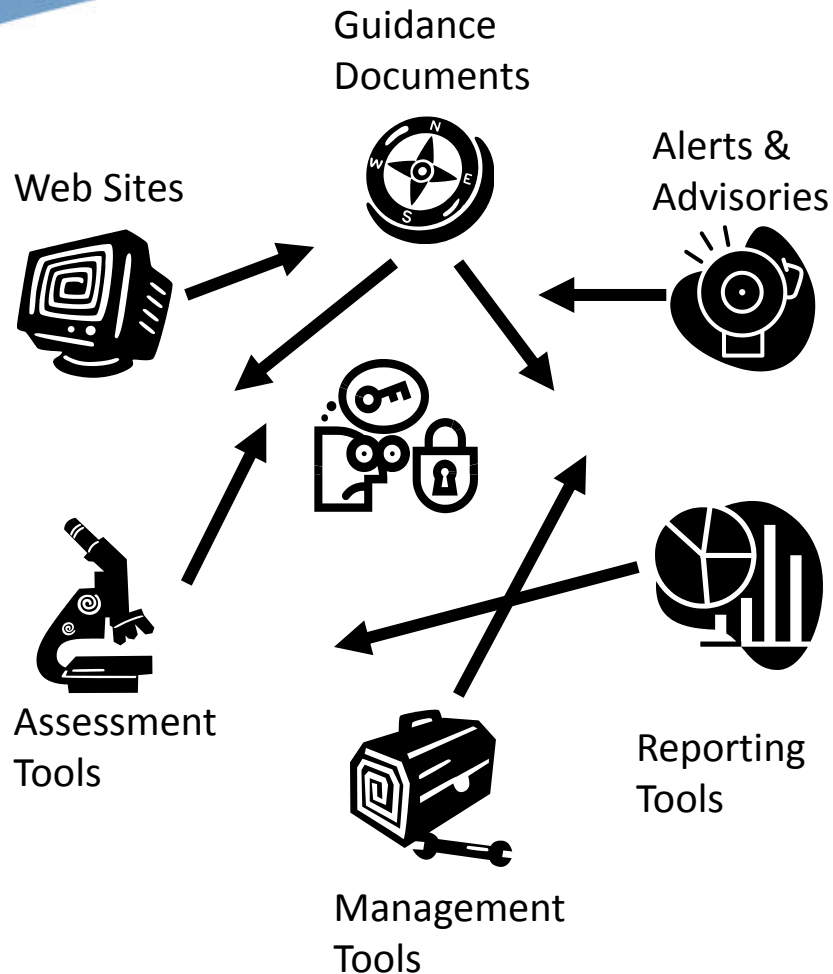 Guidance
Documents
Alerts &
Advisories
Web Sites
N
W
E
S
Assessment
Tools
Reporting
Tools
Management
Tools